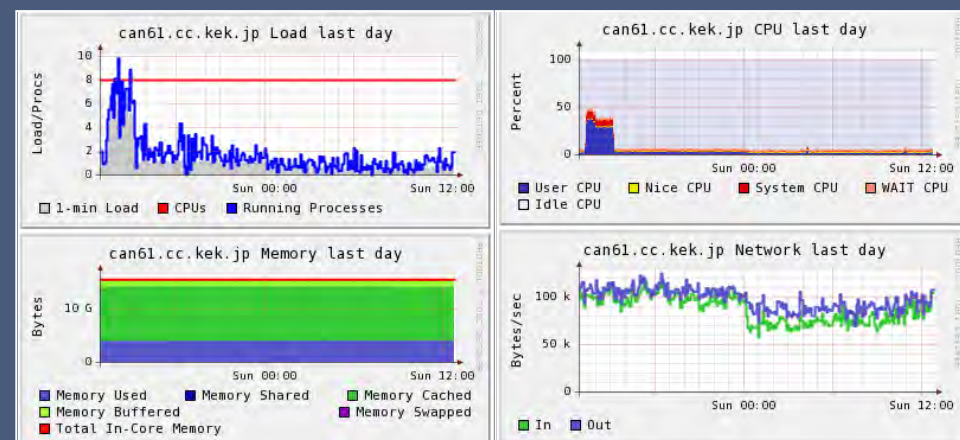 can61.cc.kek.jp Load last day
Load/Procs
10
8
6
4
2
0
Sun 00:00 Sun 12:00
1-min Load CPUs Running Processes
can61.cc.kek.jp CPU last day
Percent
100
50
0
Sun 00:00 Sun 12:00
User CPU Nice CPU System CPU WAIT CPU
Idle CPU
can61.cc.kek.jp Memory last day
Bytes
10 G
0
Sun 00:00 Sun 12:00
Memory Used Memory Shared Memory Cached
Memory Buffered Memory Swapped
Total In-Core Memory
can61.cc.kek.jp Network last day
Bytes/sec
100 k
50 k
0
Sun 00:00 Sun 12:00
In Out